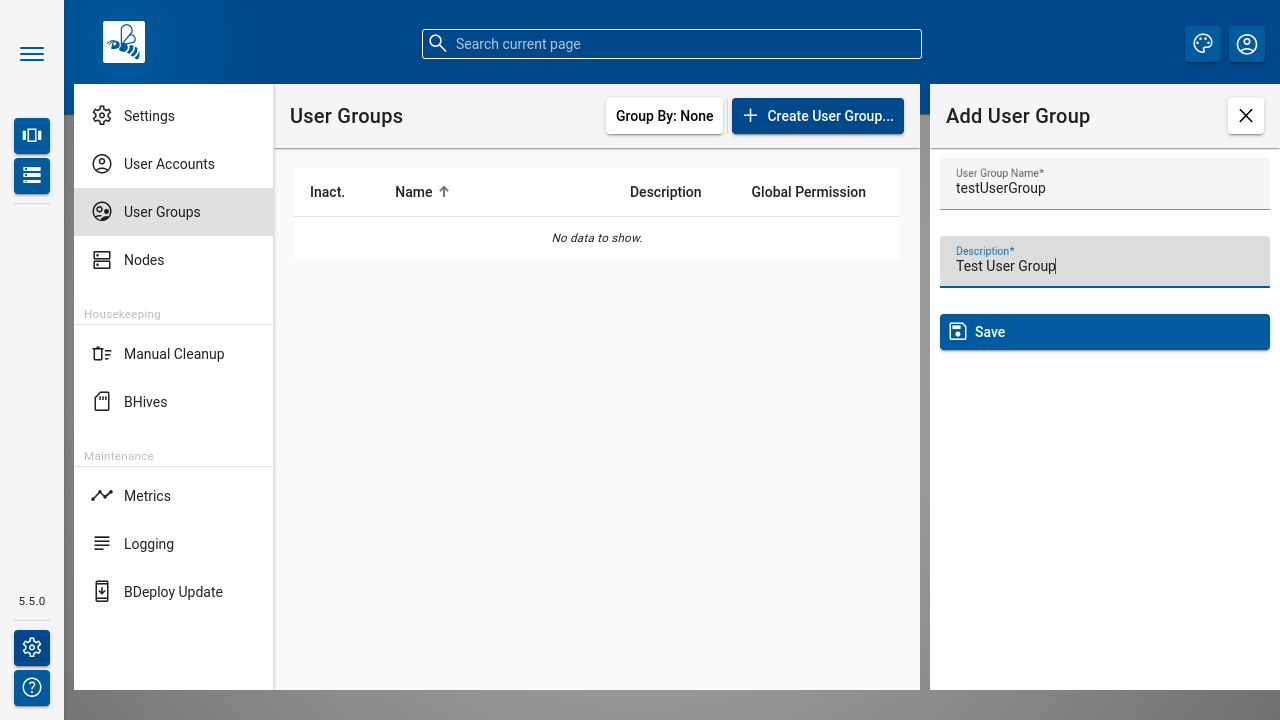 Search current page
Settings
User Accounts
User Groups
Nodes
Housekeeping
Manual Cleanup
BHives
Maintenance
Metrics
Logging
BDeploy Update
5.5.0
User Groups
Group By: None
Create User Group...
Inact.
Name
Description
Global Permission
No data to show.
Add User Group
User Group Name*
testUserGroup
Description*
Test User Group
Save